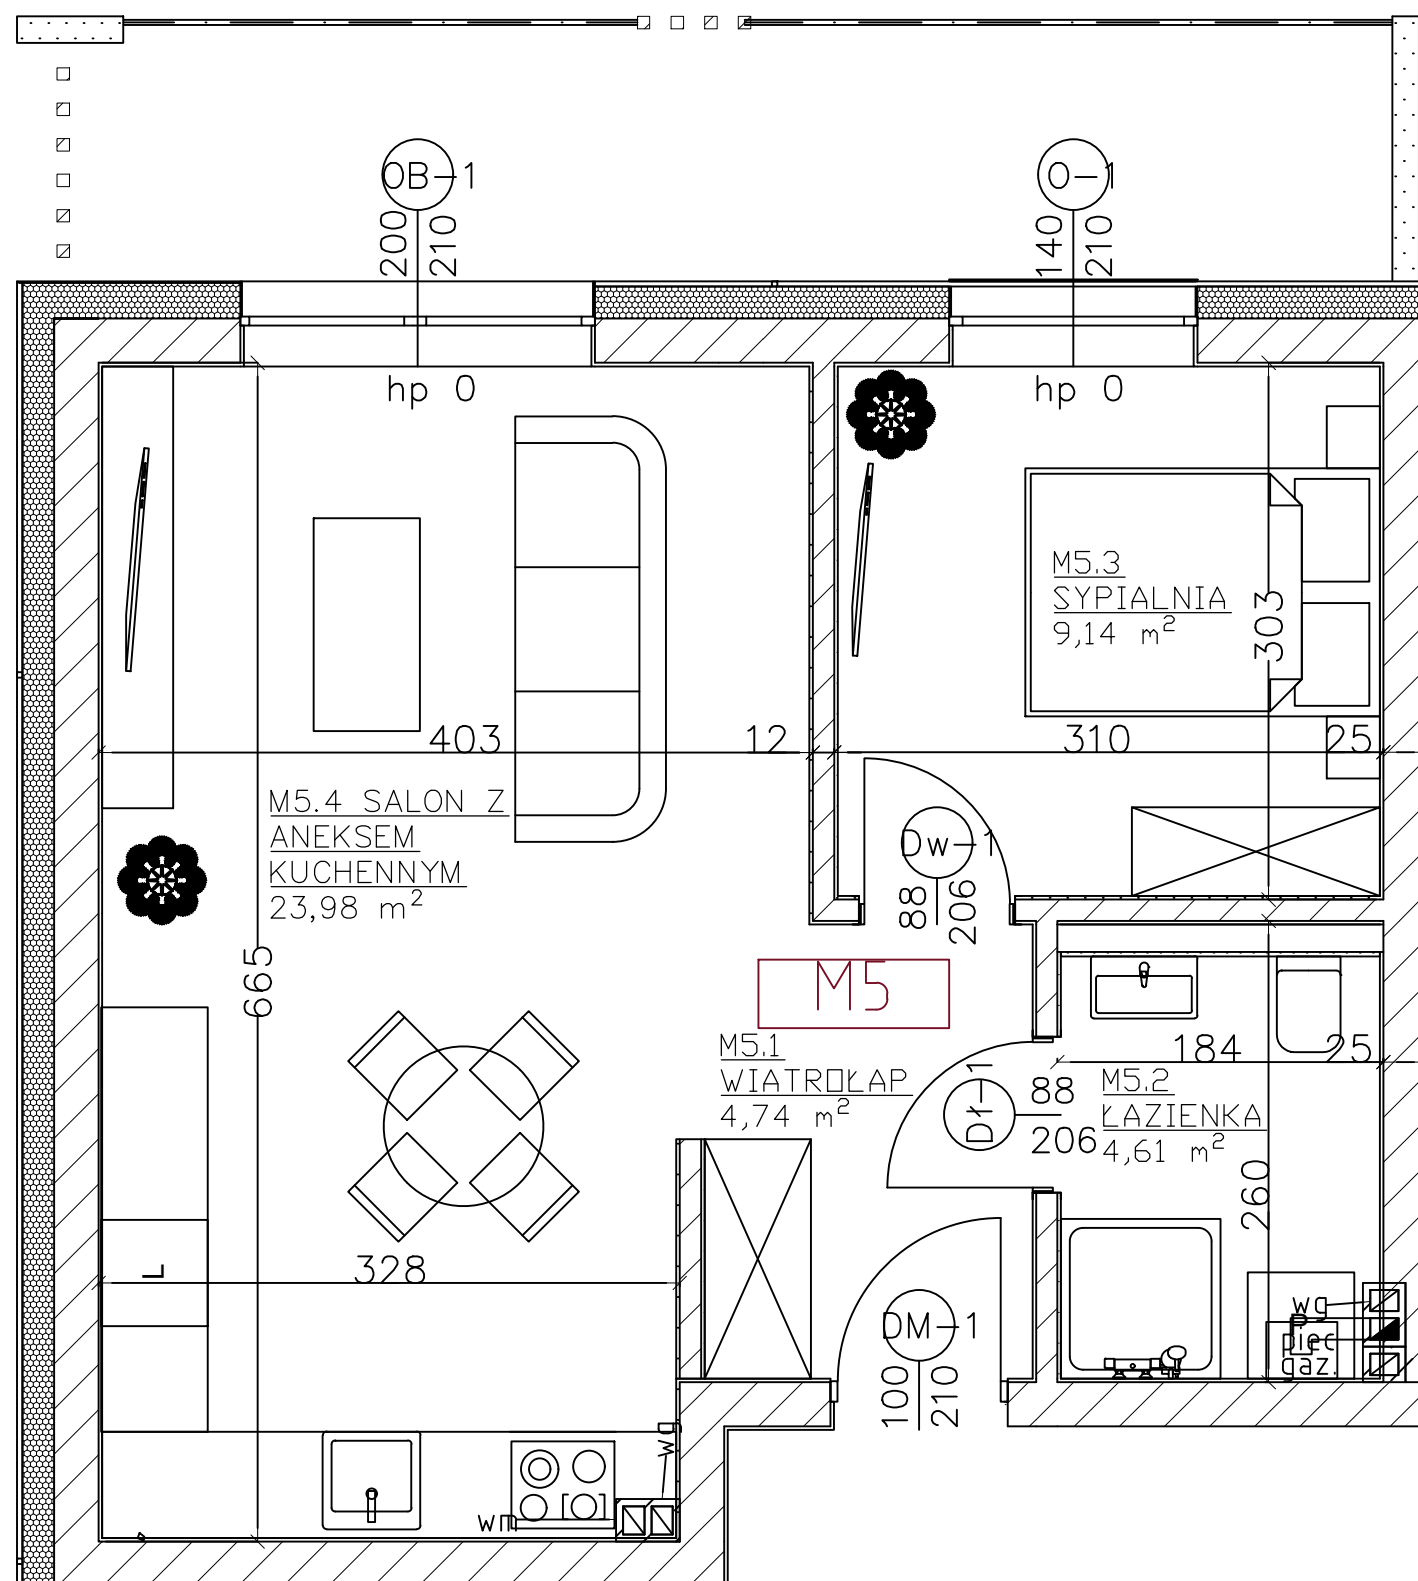 OB-1
200
210
O-1
140
210
hp 0
hp 0
M5.3
SYPIALNIA
9,14 m²
303
403
12
310
25
M5.4 SALON Z
ANEKSEM
KUCHENNYM
23,98 m²
Dw-1
88
206
665
M5
M5.1
WIATROŁAP
4,74 m²
184
25
Dł-1
88
206
M5.2
ŁAZIENKA
4,61 m²
260
328
L
DM-1
100
210
wg
P
piec
gaz.
wg
wm